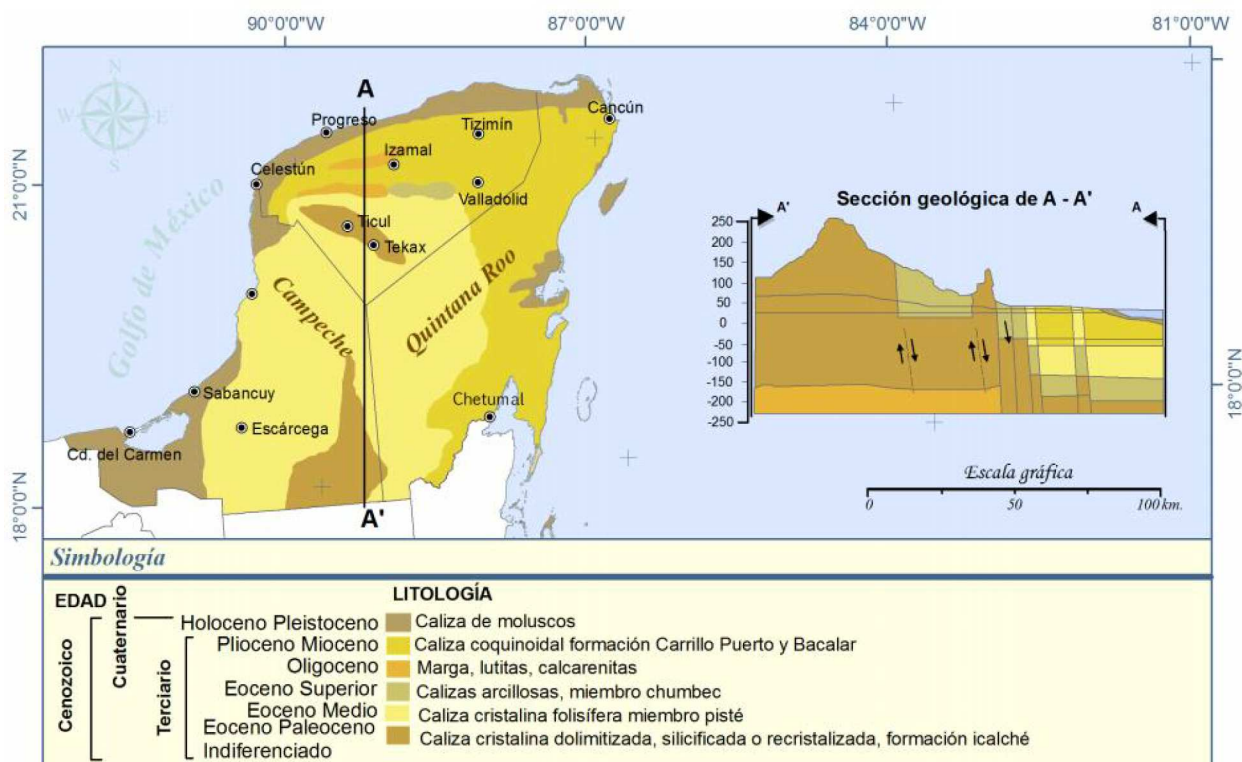 90°0'0"W 87°0'0"W 84°0'0"W 81°0'0"W
N
W E
S
A
Progreso
Tizimín
Cancún
Izamal
Celestún
21°0'0"N
Valladolid
Ticul
Tekax
Golfo de México
Campeche
Quintana Roo
Sabancuy
Chetumal
Escárcega
Cd. del Carmen
18°0'0"N
A'
Sección geológica de A - A'
A' A
250
200
150
100
50
0
-50
-100
-150
-200
-250
18°0'0"N
Escala gráfica
0 50 100 km.
Simbología
EDAD
LITOLOGÍA
Cenozoico
Cuaternario
Terciario
Holoceno Pleistoceno Caliza de moluscos
Plioceno Mioceno Caliza coquinoidal formación Carrillo Puerto y Bacalar
Oligoceno Marga, lutitas, calcarenitas
Eoceno Superior Calizas arcillosas, miembro chumbec
Eoceno Medio Caliza cristalina folisífera miembro pisté
Eoceno Paleoceno Caliza cristalina dolimitizada, silicificada o recristalizada, formación icalché
Indiferenciado